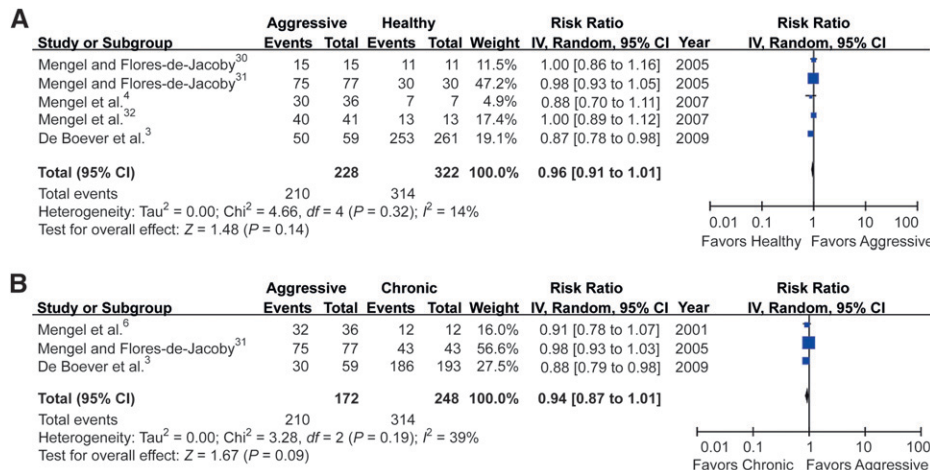 A
Aggressive Healthy Risk Ratio Risk Ratio
Study or Subgroup Events Total Events Total Weight IV, Random, 95% CI Year IV, Random, 95% CI
Mengel and Flores-de-Jacoby30 15 15 11 11 11.5% 1.00 [0.86 to 1.16] 2005
Mengel and Flores-de-Jacoby31 75 77 30 30 47.2% 0.98 [0.93 to 1.05] 2005
Mengel et al.4 30 36 7 7 4.9% 0.88 [0.70 to 1.11] 2007
Mengel et al.32 40 41 13 13 17.4% 1.00 [0.89 to 1.12] 2007
De Boever et al.3 50 59 253 261 19.1% 0.87 [0.78 to 0.98] 2009
Total (95% CI) 228 322 100.0% 0.96 [0.91 to 1.01]
Total events 210 314
Heterogeneity: Tau2 = 0.00; Chi2 = 4.66, df = 4 (P = 0.32); I2 = 14%
Test for overall effect: Z = 1.48 (P = 0.14)
0.01 0.1 1 10 100
Favors Healthy Favors Aggressive
B
Aggressive Chronic Risk Ratio Risk Ratio
Study or Subgroup Events Total Events Total Weight IV, Random, 95% CI Year IV, Random, 95% CI
Mengel et al.6 32 36 12 12 16.0% 0.91 [0.78 to 1.07] 2001
Mengel and Flores-de-Jacoby31 75 77 43 43 56.6% 0.98 [0.93 to 1.03] 2005
De Boever et al.3 30 59 186 193 27.5% 0.88 [0.79 to 0.98] 2009
Total (95% CI) 172 248 100.0% 0.94 [0.87 to 1.01]
Total events 210 314
Heterogeneity: Tau2 = 0.00; Chi2 = 3.28, df = 2 (P = 0.19); I2 = 39%
Test for overall effect: Z = 1.67 (P = 0.09)
0.01 0.1 1 10 100
Favors Chronic Favors Aggressive